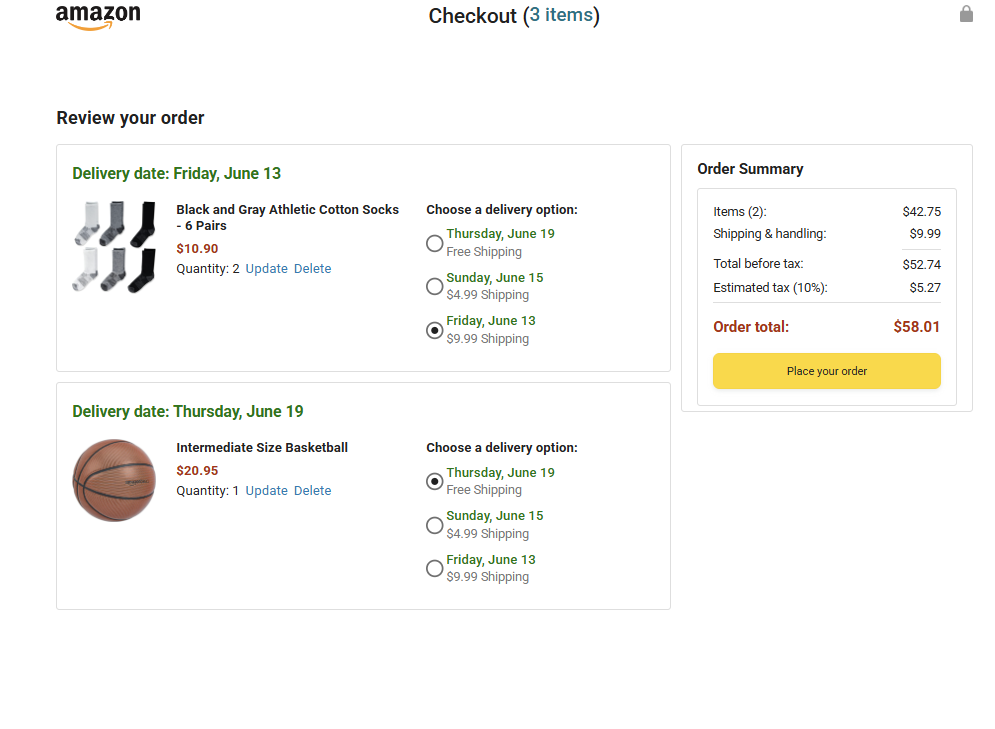 amazon
Checkout (3 items)
Review your order
Delivery date: Friday, June 13
Black and Gray Athletic Cotton Socks
- 6 Pairs
$10.90
Quantity: 2 Update Delete
Choose a delivery option:
Thursday, June 19
Free Shipping
Sunday, June 15
$4.99 Shipping
Friday, June 13
$9.99 Shipping
Delivery date: Thursday, June 19
Intermediate Size Basketball
$20.95
Quantity: 1 Update Delete
Choose a delivery option:
Thursday, June 19
Free Shipping
Sunday, June 15
$4.99 Shipping
Friday, June 13
$9.99 Shipping
Order Summary
Items (2): $42.75
Shipping & handling: $9.99
Total before tax: $52.74
Estimated tax (10%): $5.27
Order total: $58.01
Place your order